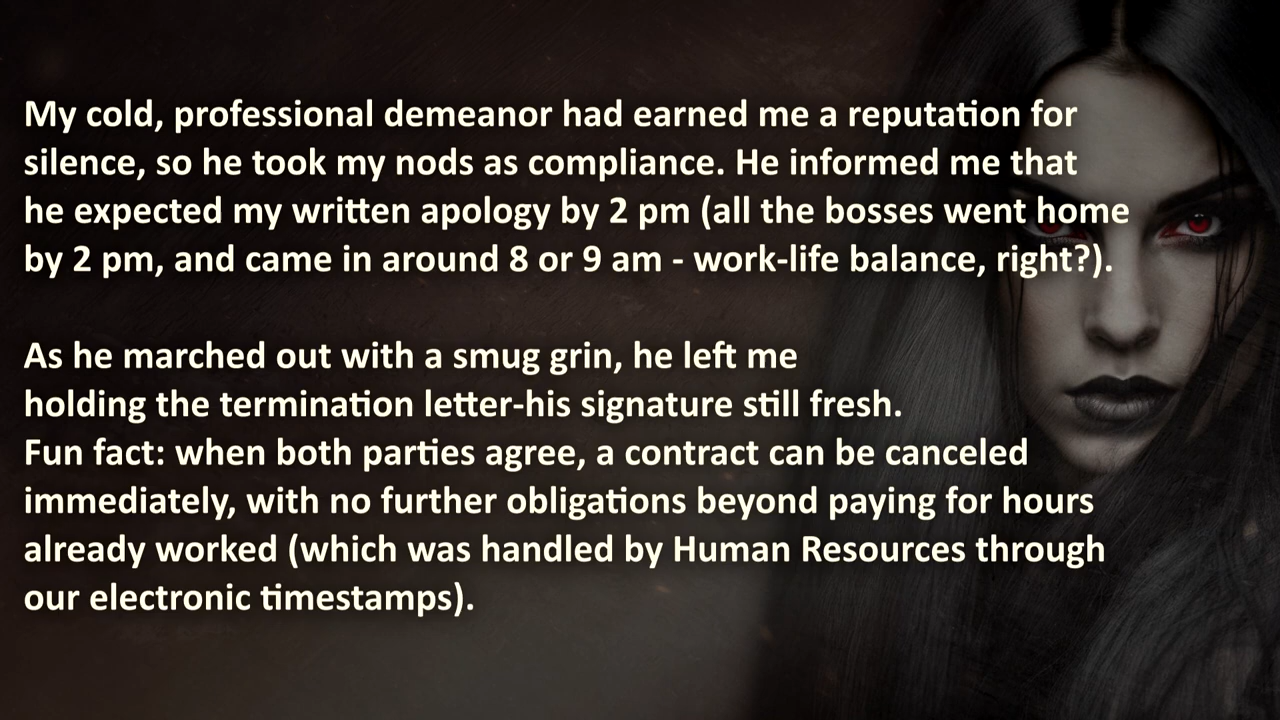 My cold, professional demeanor had earned me a reputation for
silence, so he took my nods as compliance. He informed me that
he expected my written apology by 2 pm (all the bosses went home
by 2 pm, and came in around 8 or 9 am - work-life balance, right?).
As he marched out with a smug grin, he left me
holding the termination letter-his signature still fresh.
Fun fact: when both parties agree, a contract can be canceled
immediately, with no further obligations beyond paying for hours
already worked (which was handled by Human Resources through
our electronic timestamps).